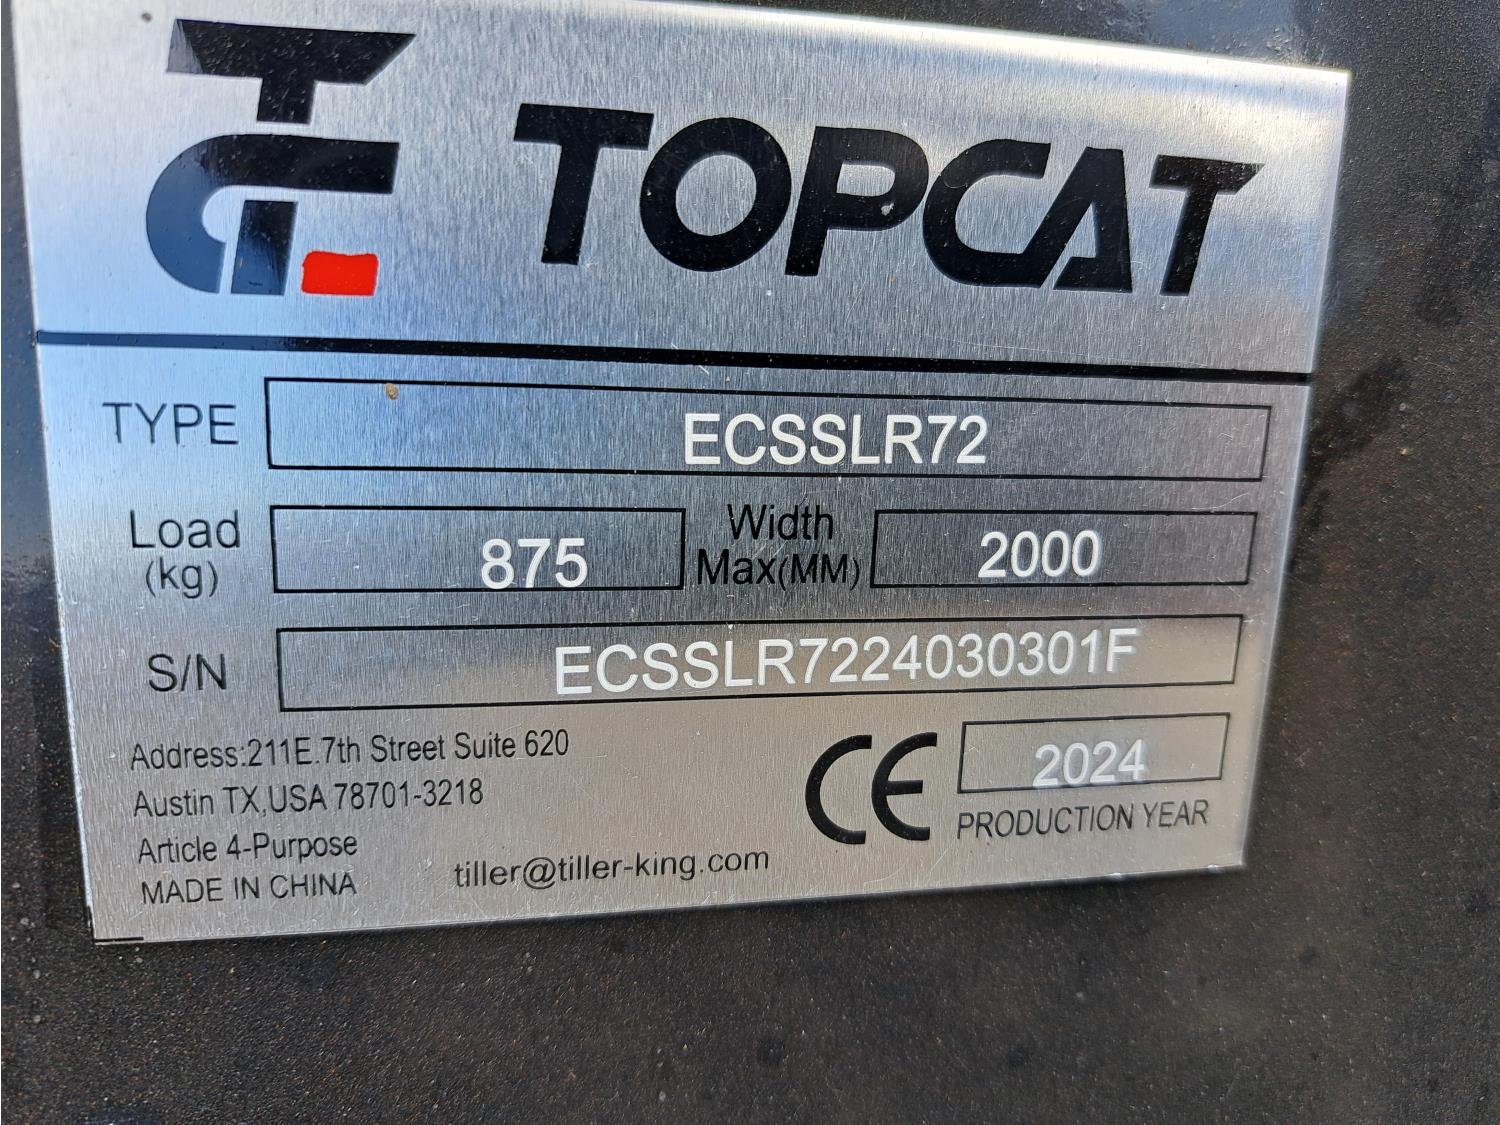 TOPCAT
TYPE ECSSLR72
Load (kg) 875 Width Max(MM) 2000
S/N ECSSLR7224030301F
Address:211E.7th Street Suite 620
Austin TX,USA 78701-3218
Article 4-Purpose
MADE IN CHINA
tiller@tiller-king.com
CE
2024
PRODUCTION YEAR